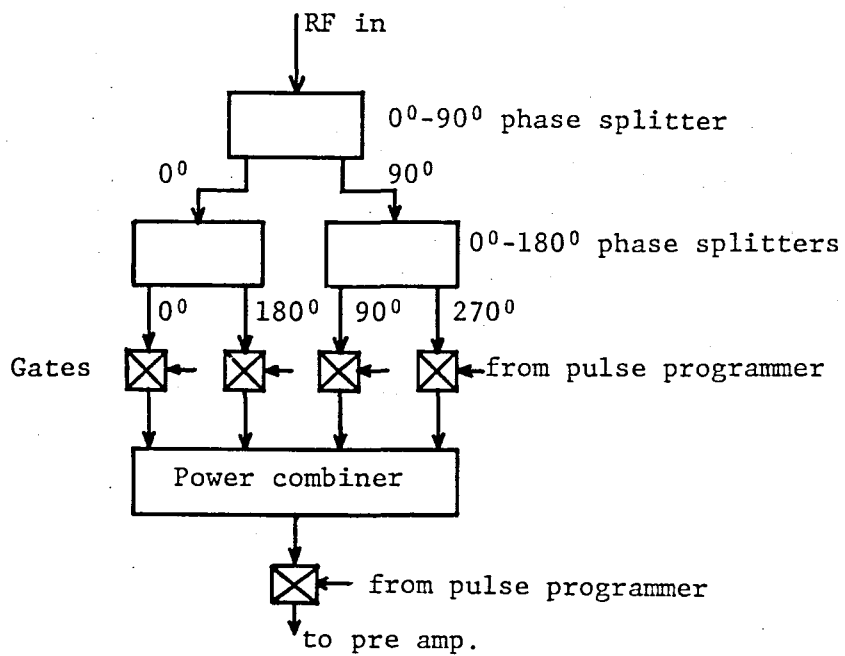 RF in
0⁰-90⁰ phase splitter
0⁰
90⁰
0⁰-180⁰ phase splitters
0⁰
180⁰
90⁰
270⁰
Gates
from pulse programmer
Power combiner
from pulse programmer
to pre amp.